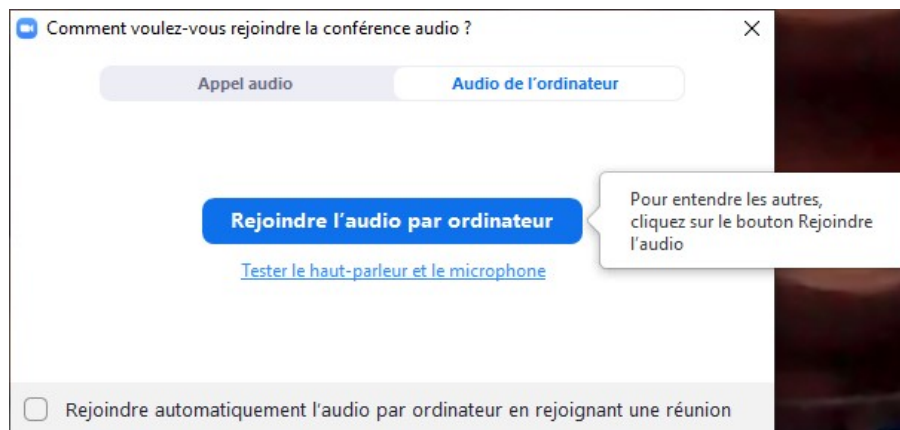 Comment voulez-vous rejoindre la conférence audio ?
Appel audio
Audio de l'ordinateur
Rejoindre l'audio par ordinateur
Pour entendre les autres,
cliquez sur le bouton Rejoindre
l'audio
Tester le haut-parleur et le microphone
Rejoindre automatiquement l'audio par ordinateur en rejoignant une réunion